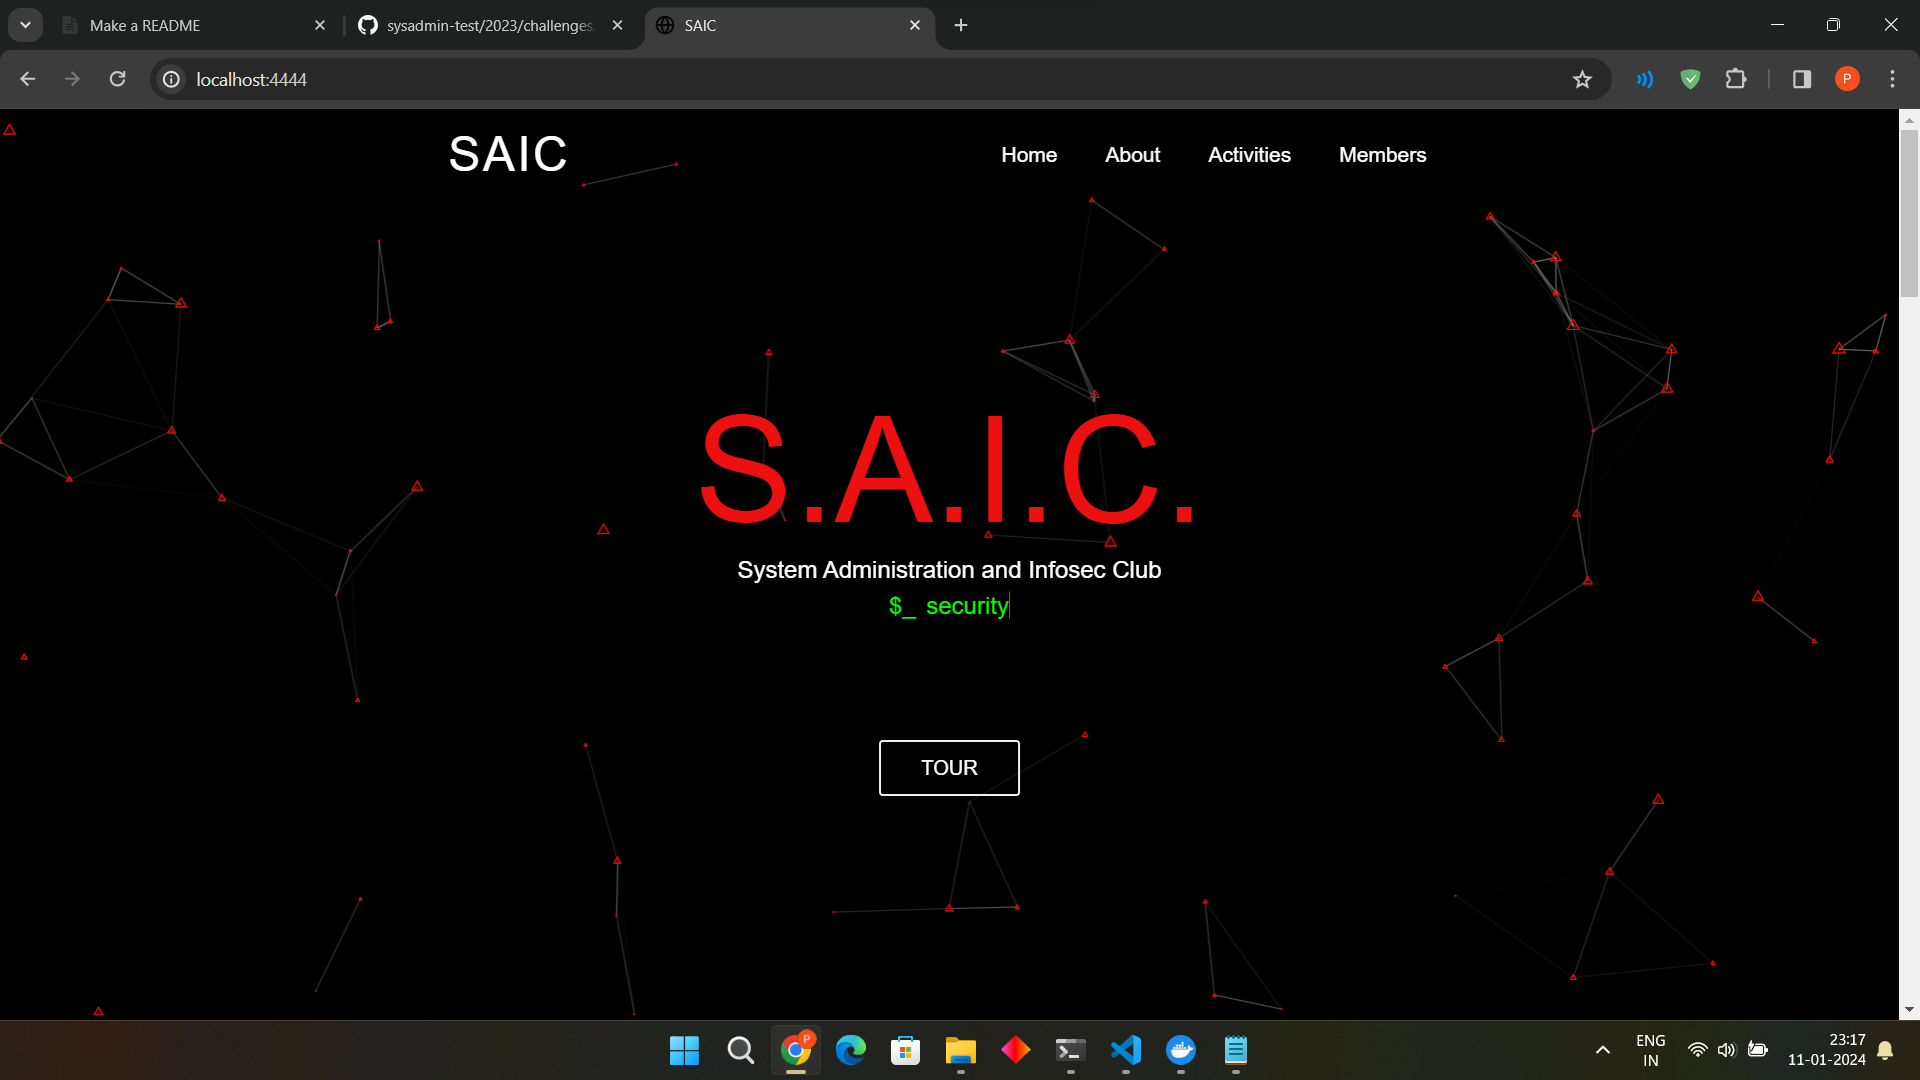 Make a README
sysadmin-test/2023/challenges
SAIC
localhost:4444
P
SAIC
Home
About
Activities
Members
S.A.I.C.
System Administration and Infosec Club
$_ security
TOUR
P
ENG
IN
23:17
11-01-2024